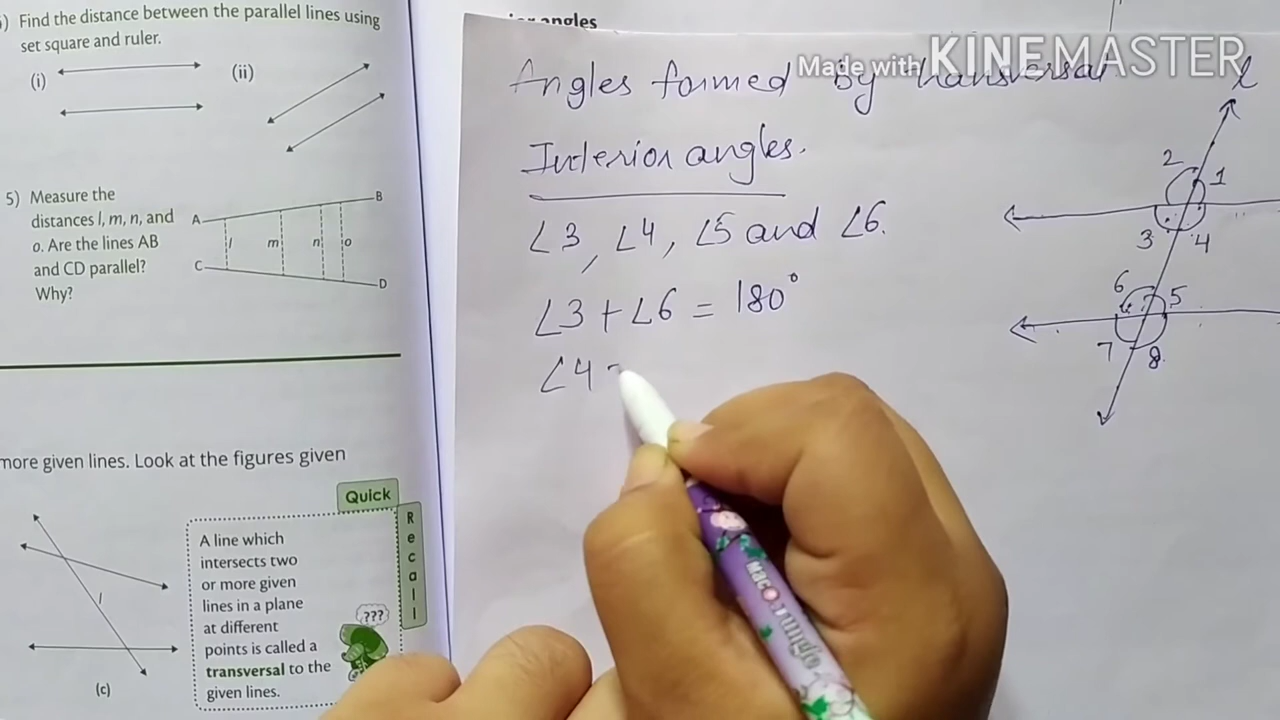 ) Find the distance between the parallel lines using
set square and ruler.
(i)
(ii)
5) Measure the
distances l, m, n, and
o. Are the lines AB
and CD parallel?
Why?
A
B
l
m
n
o
C
D
more given lines. Look at the figures given
Quick
Recall
A line which
intersects two
or more given
lines in a plane
at different
points is called a
transversal to the
given lines.
???
l
(c)
angles
Made with KINEMASTER
Angles formed by transversal
Interior angles.
∠3, ∠4, ∠5 and ∠6.
∠3 + ∠6 = 180°
∠4
l
2
1
3
4
6
5
7
8